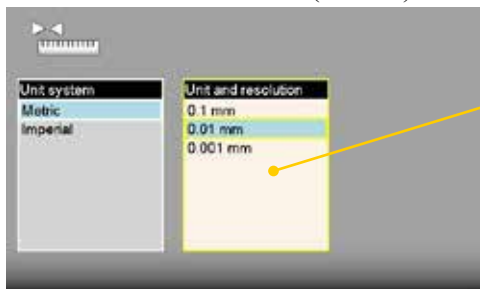 Unit system
Metric
Imperial
Unit and resolution
0.1 mm
0.01 mm
0.001 mm